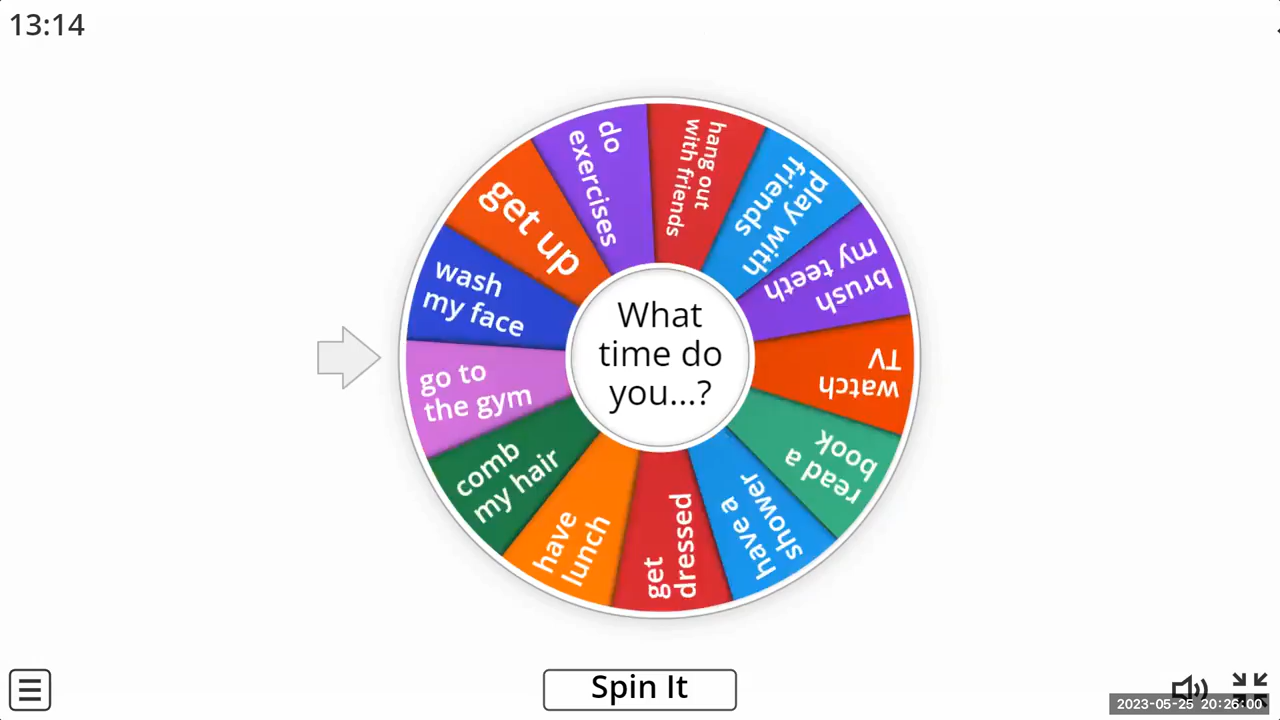 13:14
do
exercises
hang out
with friends
play with
friends
brush
my teeth
watch
TV
read a
book
have a
shower
get
dressed
have
lunch
comb
my hair
go to
the gym
wash
my face
get up
What
time do
you...?
Spin It
2023-05-25 20:26:00